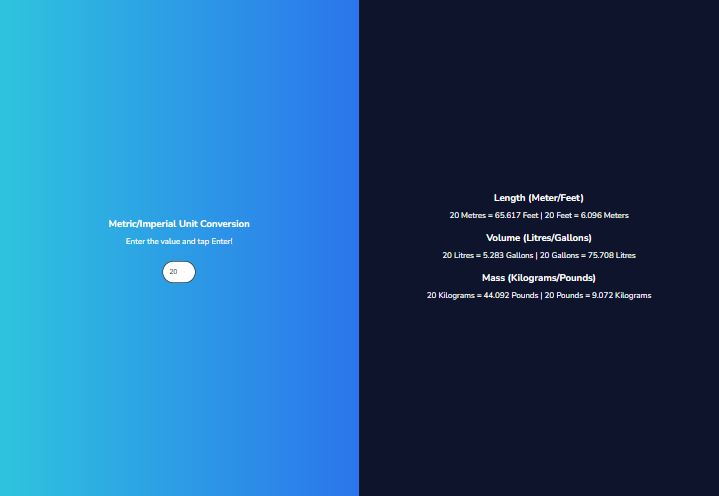 Metric/Imperial Unit Conversion
Enter the value and tap Enter!
20
Length (Meter/Feet)
20 Metres = 65.617 Feet | 20 Feet = 6.096 Meters
Volume (Litres/Gallons)
20 Litres = 5.283 Gallons | 20 Gallons = 75.708 Litres
Mass (Kilograms/Pounds)
20 Kilograms = 44.092 Pounds | 20 Pounds = 9.072 Kilograms